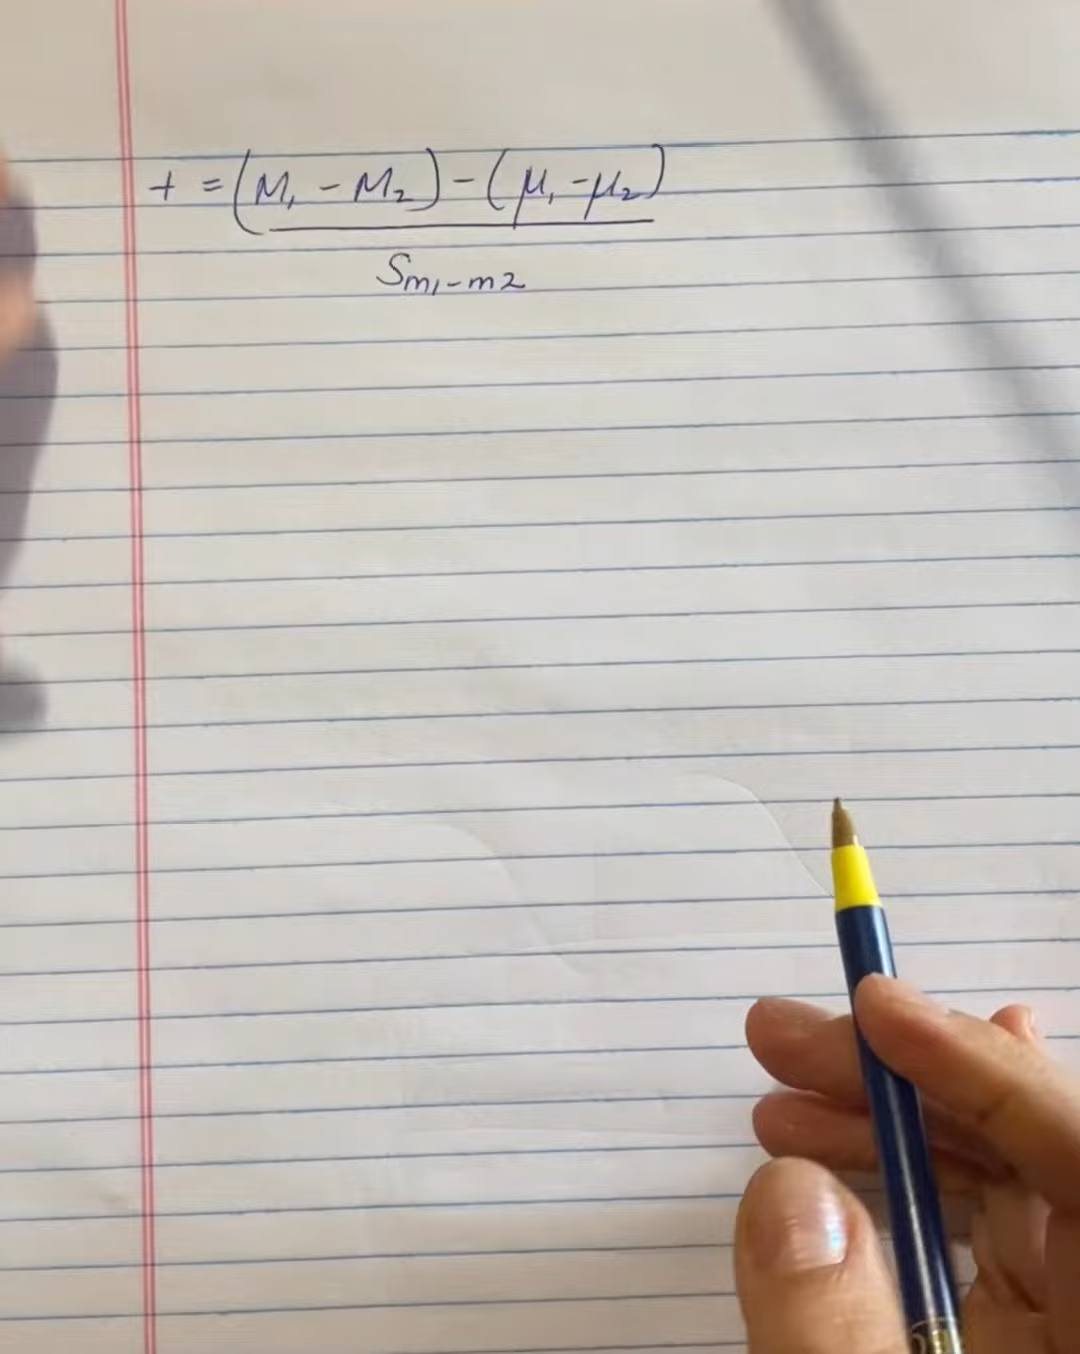 t = (M₁ - M₂) - (μ₁ - μ₂)
Sm₁-m2